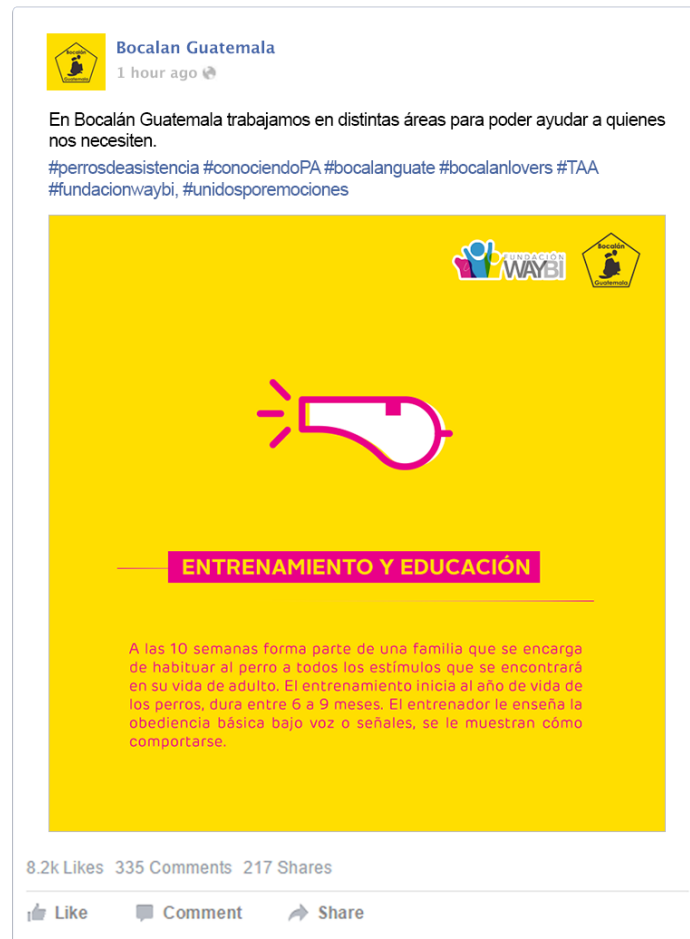 Bocalan Guatemala
1 hour ago
En Bocalán Guatemala trabajamos en distintas áreas para poder ayudar a quienes
nos necesiten.
#perrosdeasistencia #conociendoPA #bocalanguate #bocalanlovers #TAA
#fundacionwaybi, #unidosporemociones
FUNDACIÓN
WAYBI
Bocalán
Guatemala
ENTRENAMIENTO Y EDUCACIÓN
A las 10 semanas forma parte de una familia que se encarga
de habituar al perro a todos los estímulos que se encontrará
en su vida de adulto. El entrenamiento inicia al año de vida de
los perros, dura entre 6 a 9 meses. El entrenador le enseña la
obediencia básica bajo voz o señales, se le muestran cómo
comportarse.
8.2k Likes 335 Comments 217 Shares
Like Comment Share